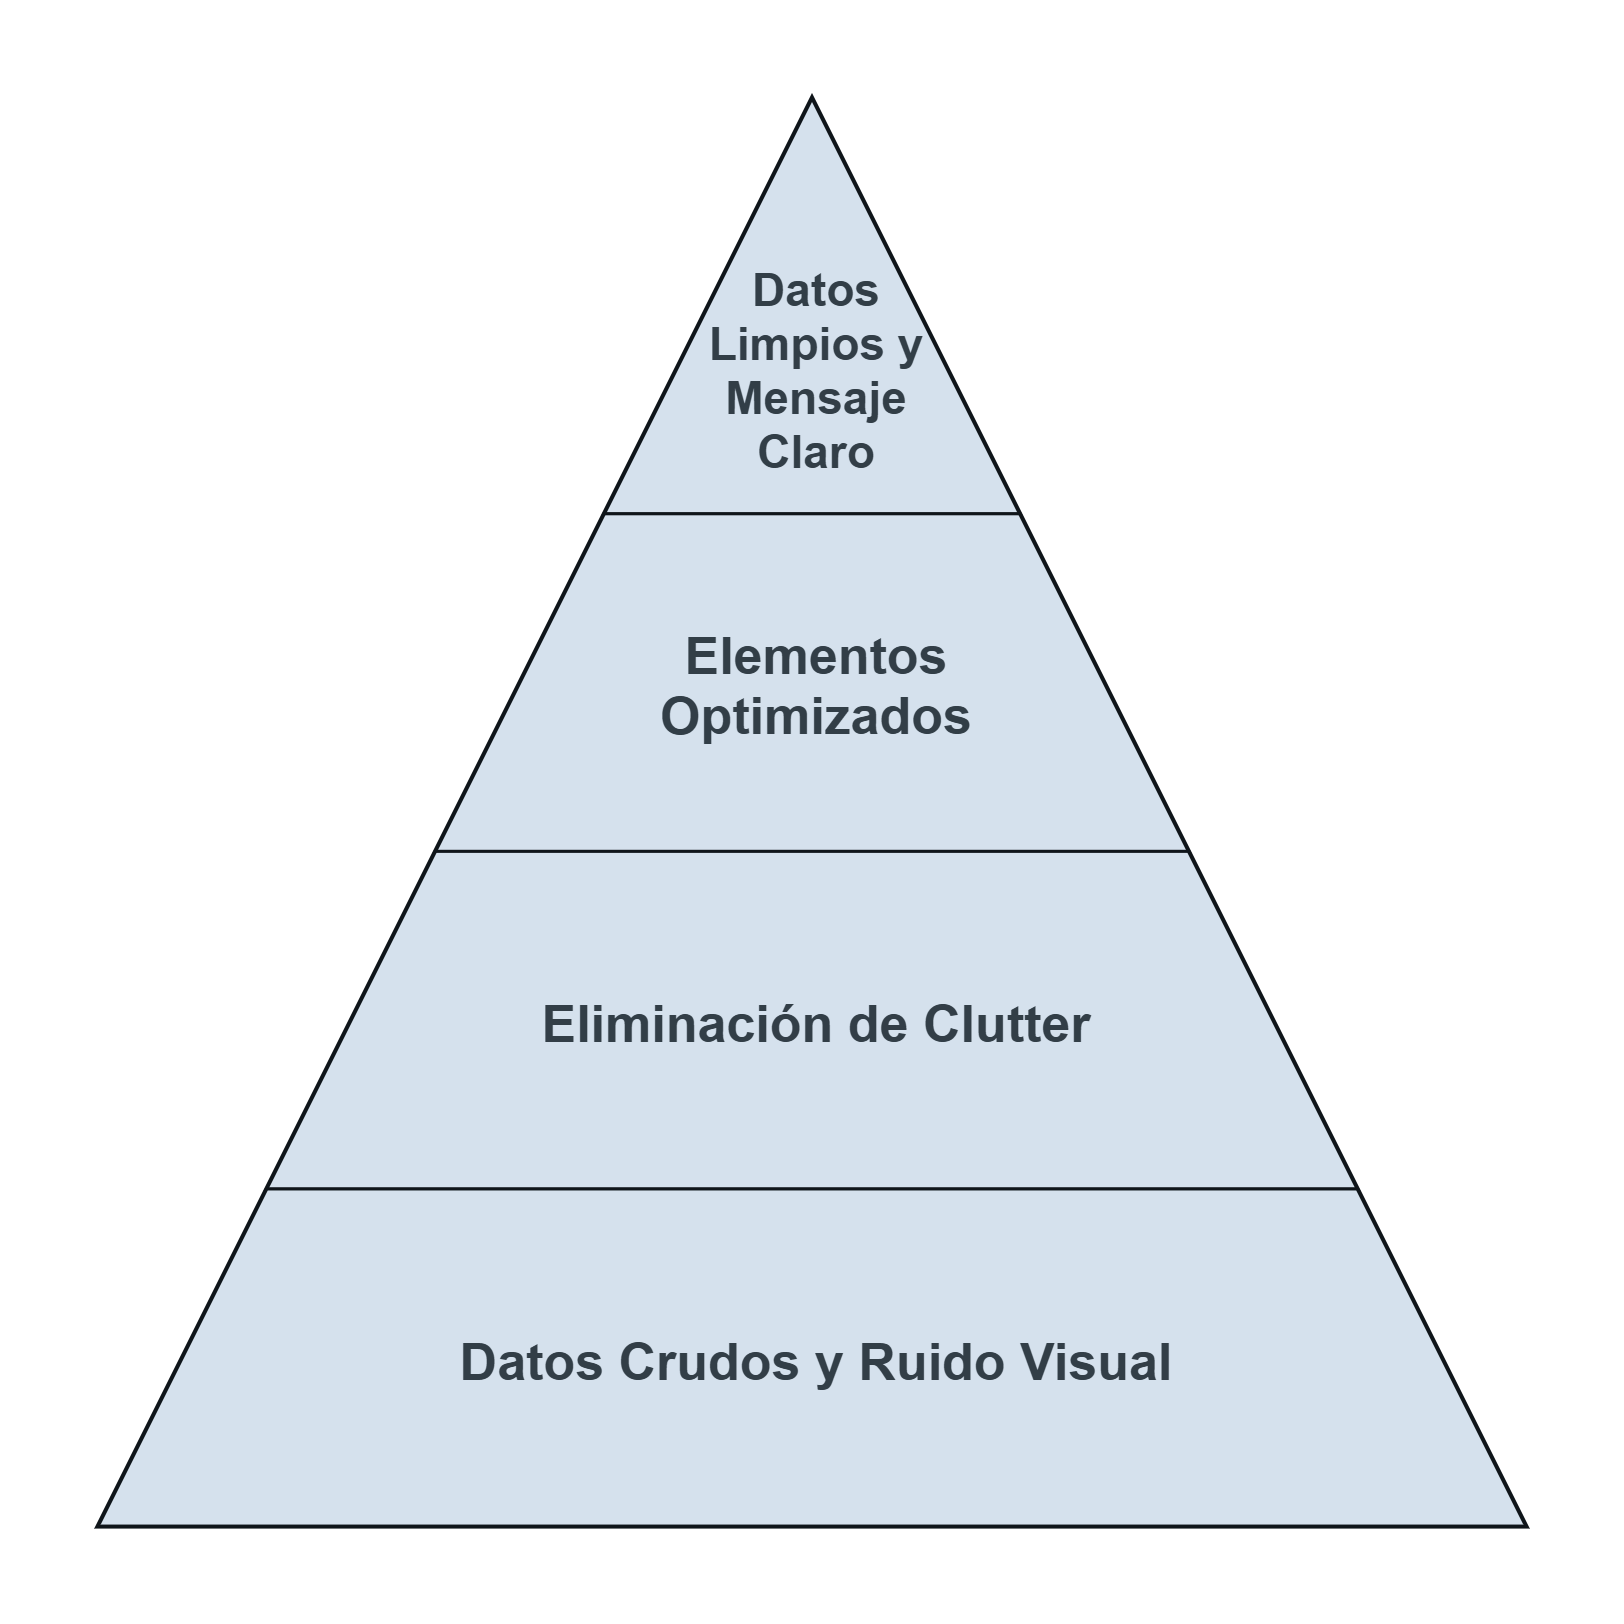 Datos
Limpios y
Mensaje
Claro
Elementos
Optimizados
Eliminación de Clutter
Datos Crudos y Ruido Visual